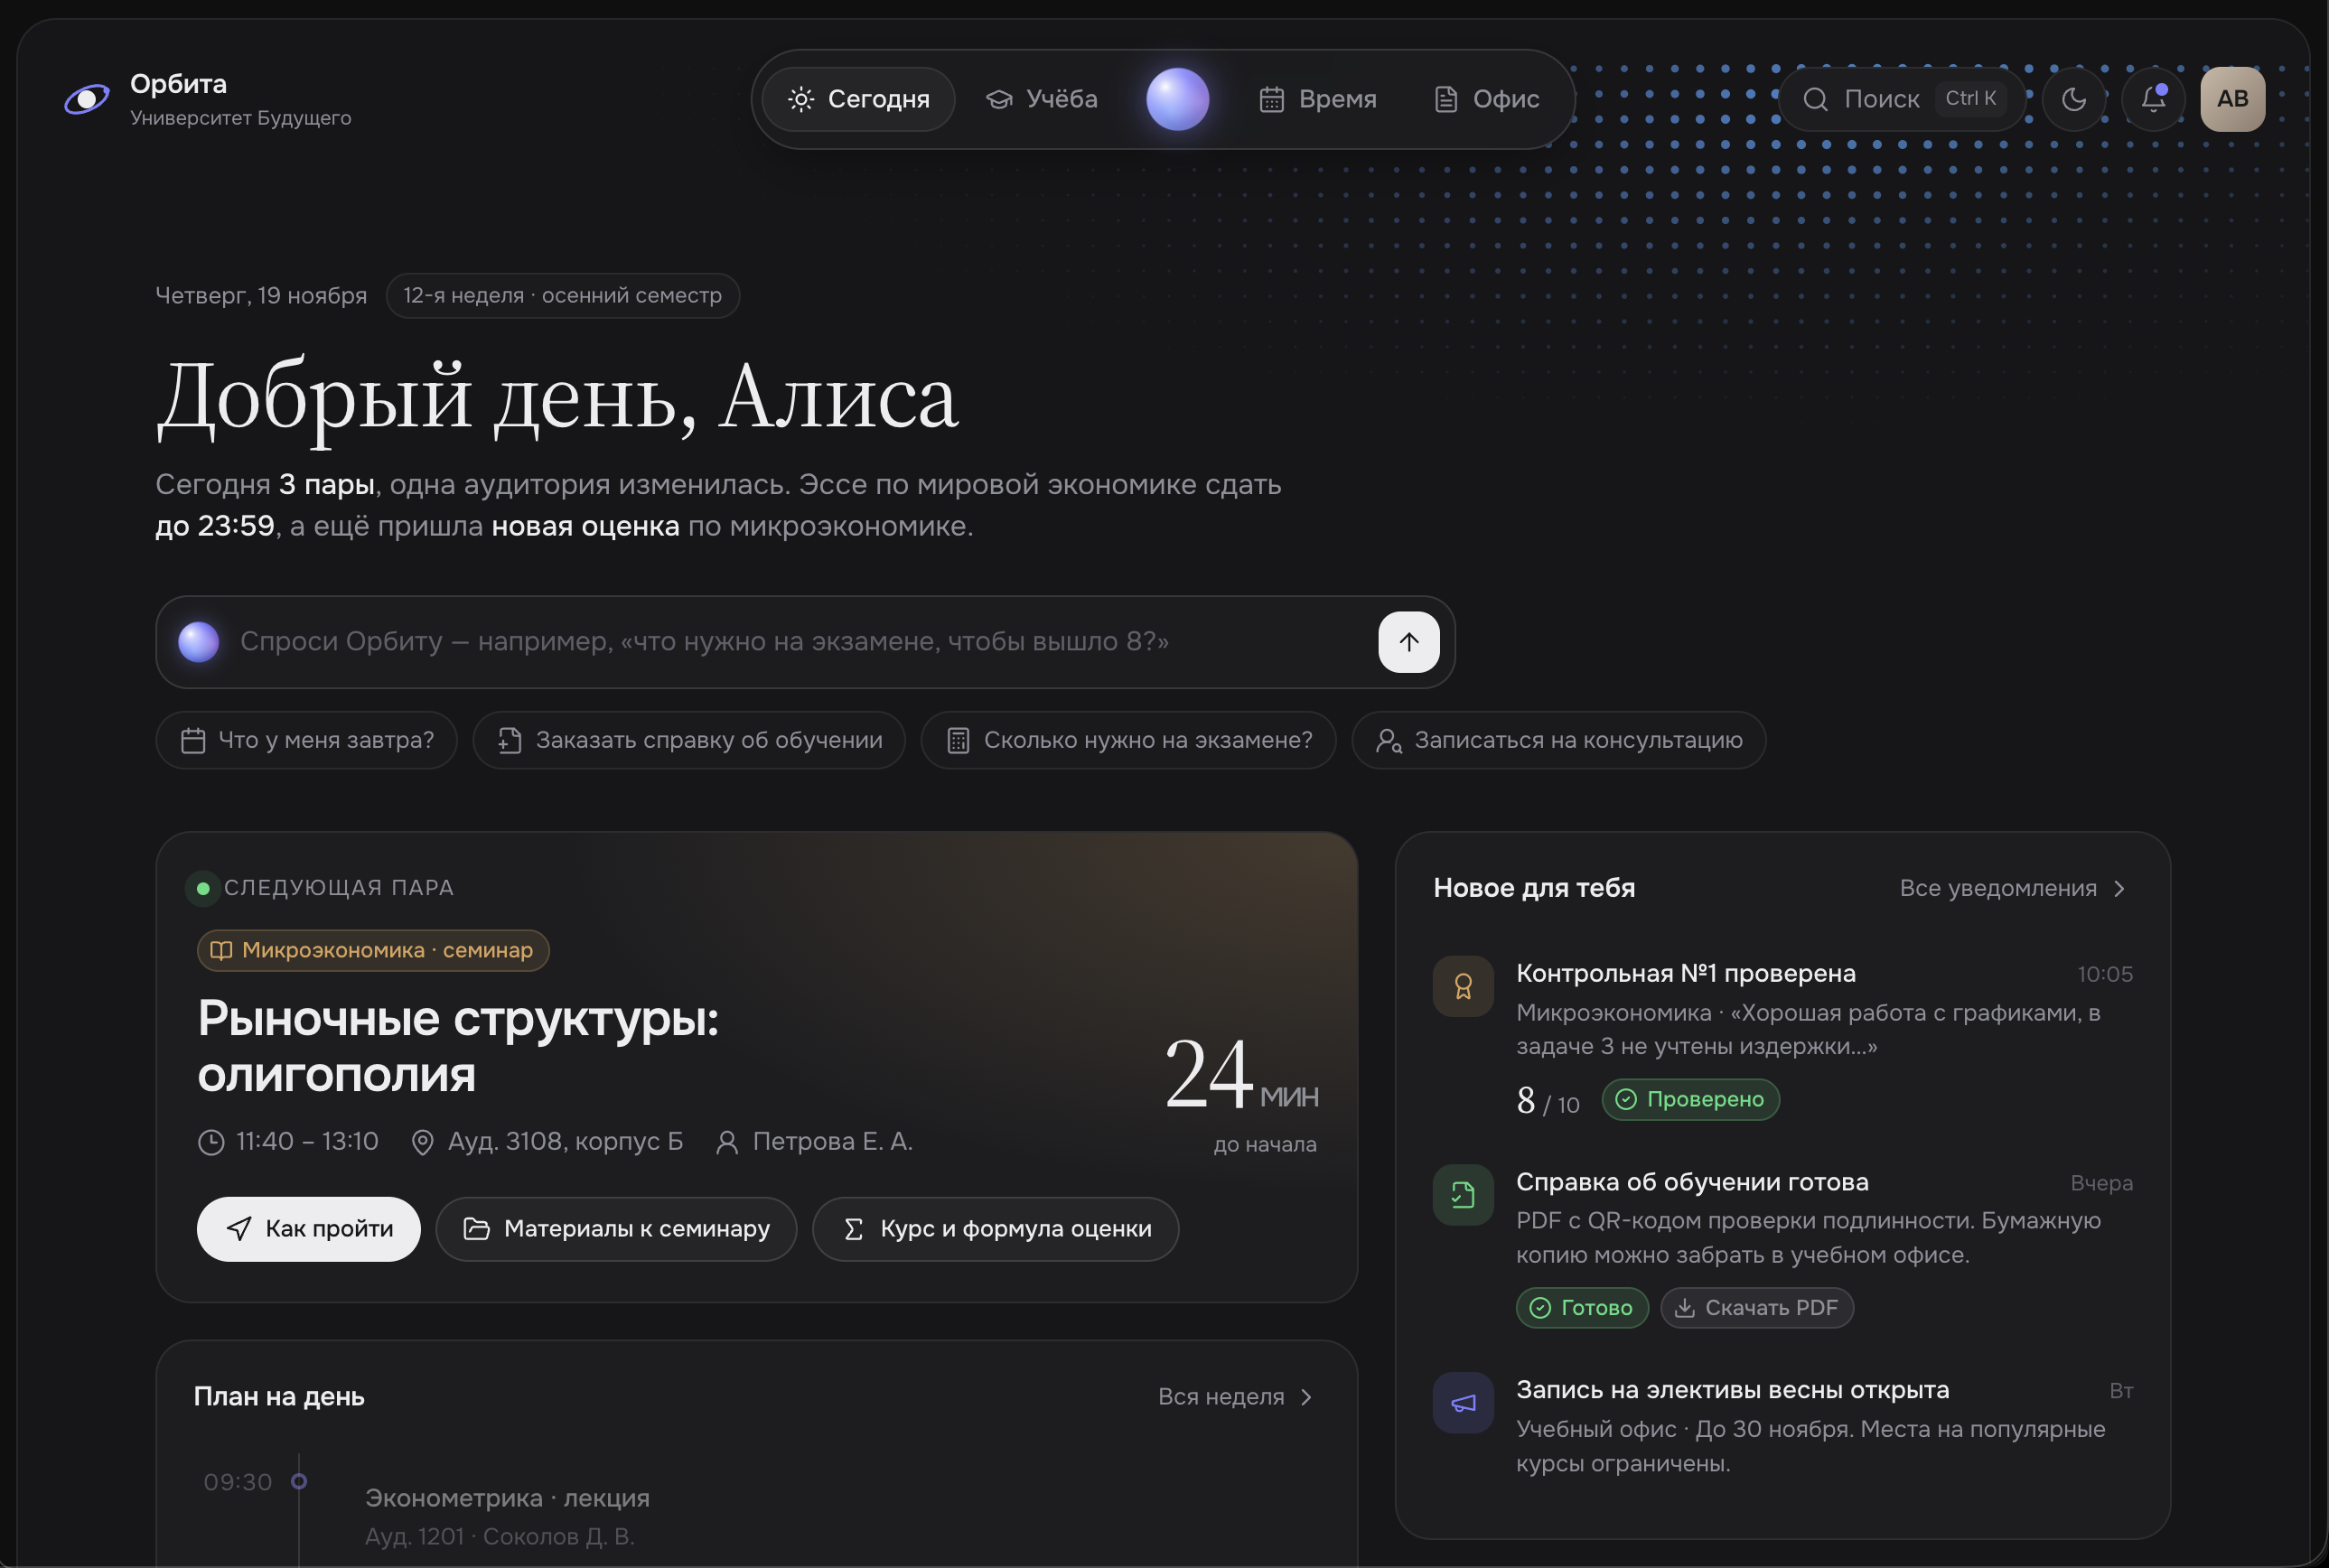 Орбита
Университет Будущего
Сегодня
Учёба
Время
Офис
Поиск
Ctrl K
АВ
Четверг, 19 ноября
12-я неделя · осенний семестр
Добрый день, Алиса
Сегодня 3 пары, одна аудитория изменилась. Эссе по мировой экономике сдать
до 23:59, а ещё пришла новая оценка по микроэкономике.
Спроси Орбиту — например, «что нужно на экзамене, чтобы вышло 8?»
Что у меня завтра?
Заказать справку об обучении
Сколько нужно на экзамене?
Записаться на консультацию
СЛЕДУЮЩАЯ ПАРА
Микроэкономика · семинар
Рыночные структуры:
олигополия
24 мин
до начала
11:40 – 13:10
Ауд. 3108, корпус Б
Петрова Е. А.
Как пройти
Материалы к семинару
Курс и формула оценки
План на день
Вся неделя
09:30
Эконометрика · лекция
Ауд. 1201 · Соколов Д. В.
Новое для тебя
Все уведомления
Контрольная №1 проверена
10:05
Микроэкономика · «Хорошая работа с графиками, в
задаче 3 не учтены издержки…»
8 / 10
Проверено
Справка об обучении готова
Вчера
PDF с QR-кодом проверки подлинности. Бумажную
копию можно забрать в учебном офисе.
Готово
Скачать PDF
Запись на элективы весны открыта
Вт
Учебный офис · До 30 ноября. Места на популярные
курсы ограничены.